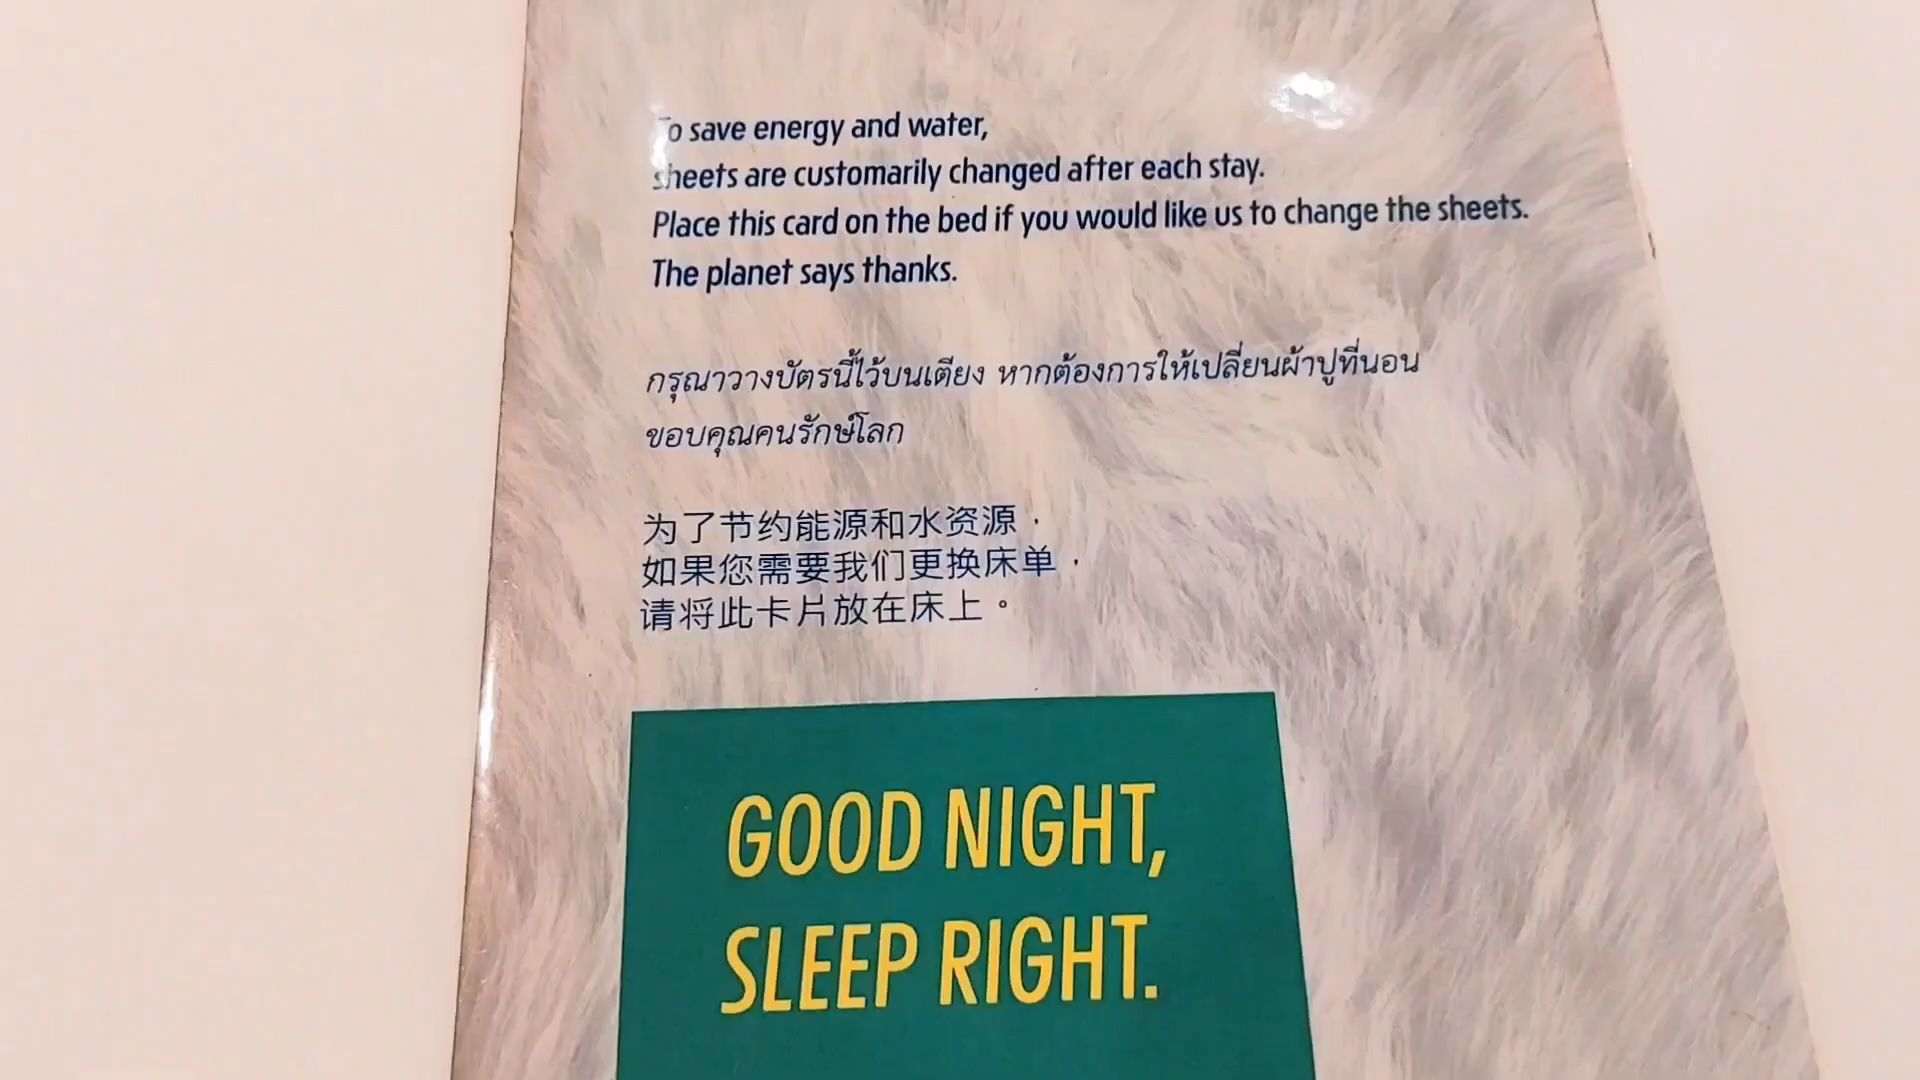 To save energy and water,
sheets are customarily changed after each stay.
Place this card on the bed if you would like us to change the sheets.
The planet says thanks.
กรุณาวางบัตรนี้ไว้บนเตียง หากต้องการให้เปลี่ยนผ้าปูที่นอน
ขอบคุณคนรักษ์โลก
为了节约能源和水资源，
如果您需要我们更换床单，
请将此卡片放在床上。
GOOD NIGHT,
SLEEP RIGHT.